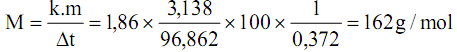 M = k.m/Δt = 1,86 × 3,138/96,862 × 100 × 1/0,372 = 162 g / mol